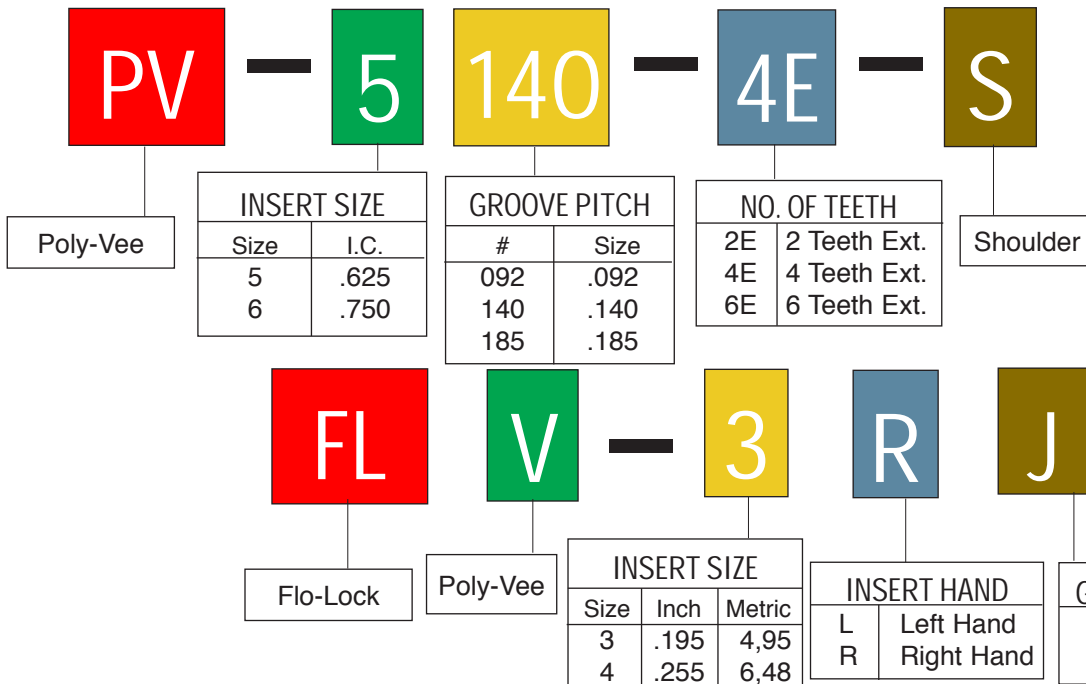 PV - 5 140 - 4E - S
Poly-Vee
INSERT SIZE
Size I.C.
5 .625
6 .750
GROOVE PITCH
# Size
092 .092
140 .140
185 .185
NO. OF TEETH
2E 2 Teeth Ext.
4E 4 Teeth Ext.
6E 6 Teeth Ext.
Shoulder
FL V - 3 R J
Flo-Lock
Poly-Vee
INSERT SIZE
Size Inch Metric
3 .195 4,95
4 .255 6,48
INSERT HAND
L Left Hand
R Right Hand
G